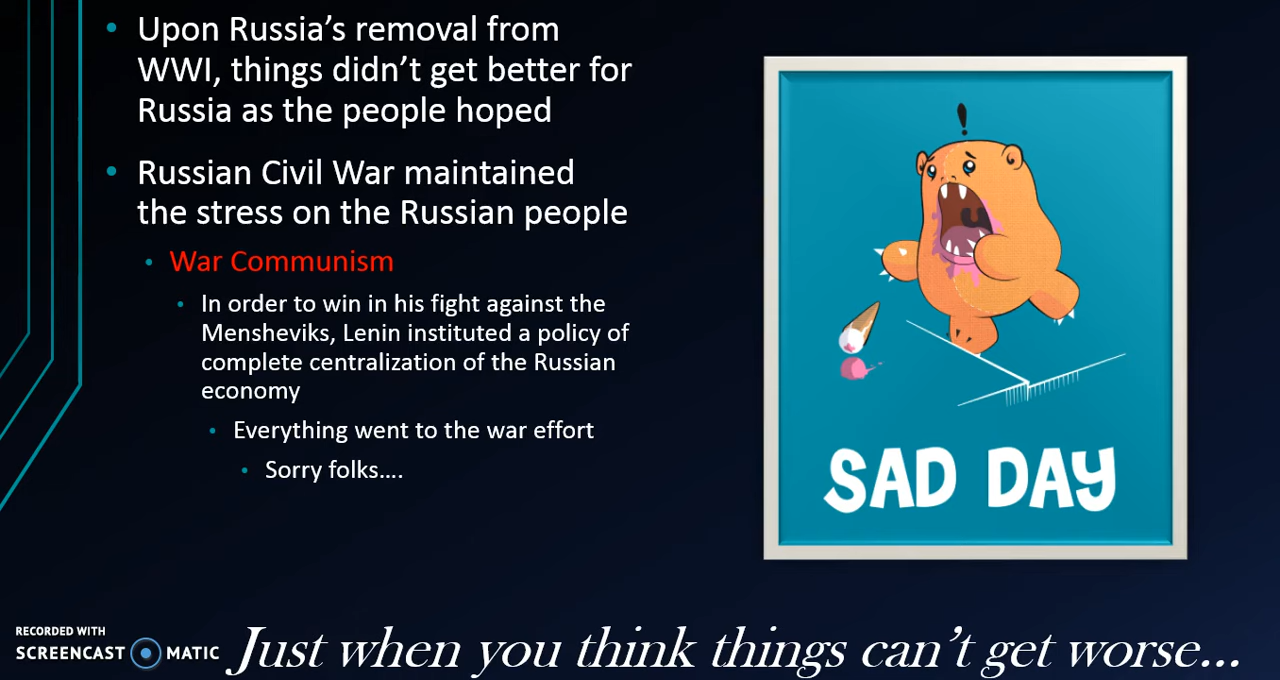 • Upon Russia’s removal from
WWI, things didn’t get better for
Russia as the people hoped
• Russian Civil War maintained
the stress on the Russian people
• War Communism
• In order to win in his fight against the
Mensheviks, Lenin instituted a policy of
complete centralization of the Russian
economy
• Everything went to the war effort
• Sorry folks….
!
SAD DAY
RECORDED WITH
SCREENCAST MATIC
Just when you think things can’t get worse…